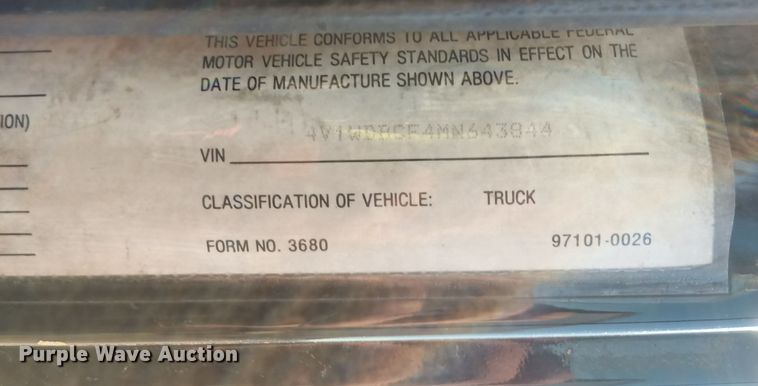 THIS VEHICLE CONFORMS TO ALL APPLICABLE FEDERAL
MOTOR VEHICLE SAFETY STANDARDS IN EFFECT ON THE
DATE OF MANUFACTURE SHOWN ABOVE.
ION)
VIN
CLASSIFICATION OF VEHICLE: TRUCK
FORM NO. 3680 97101-0026
Purple Wave Auction